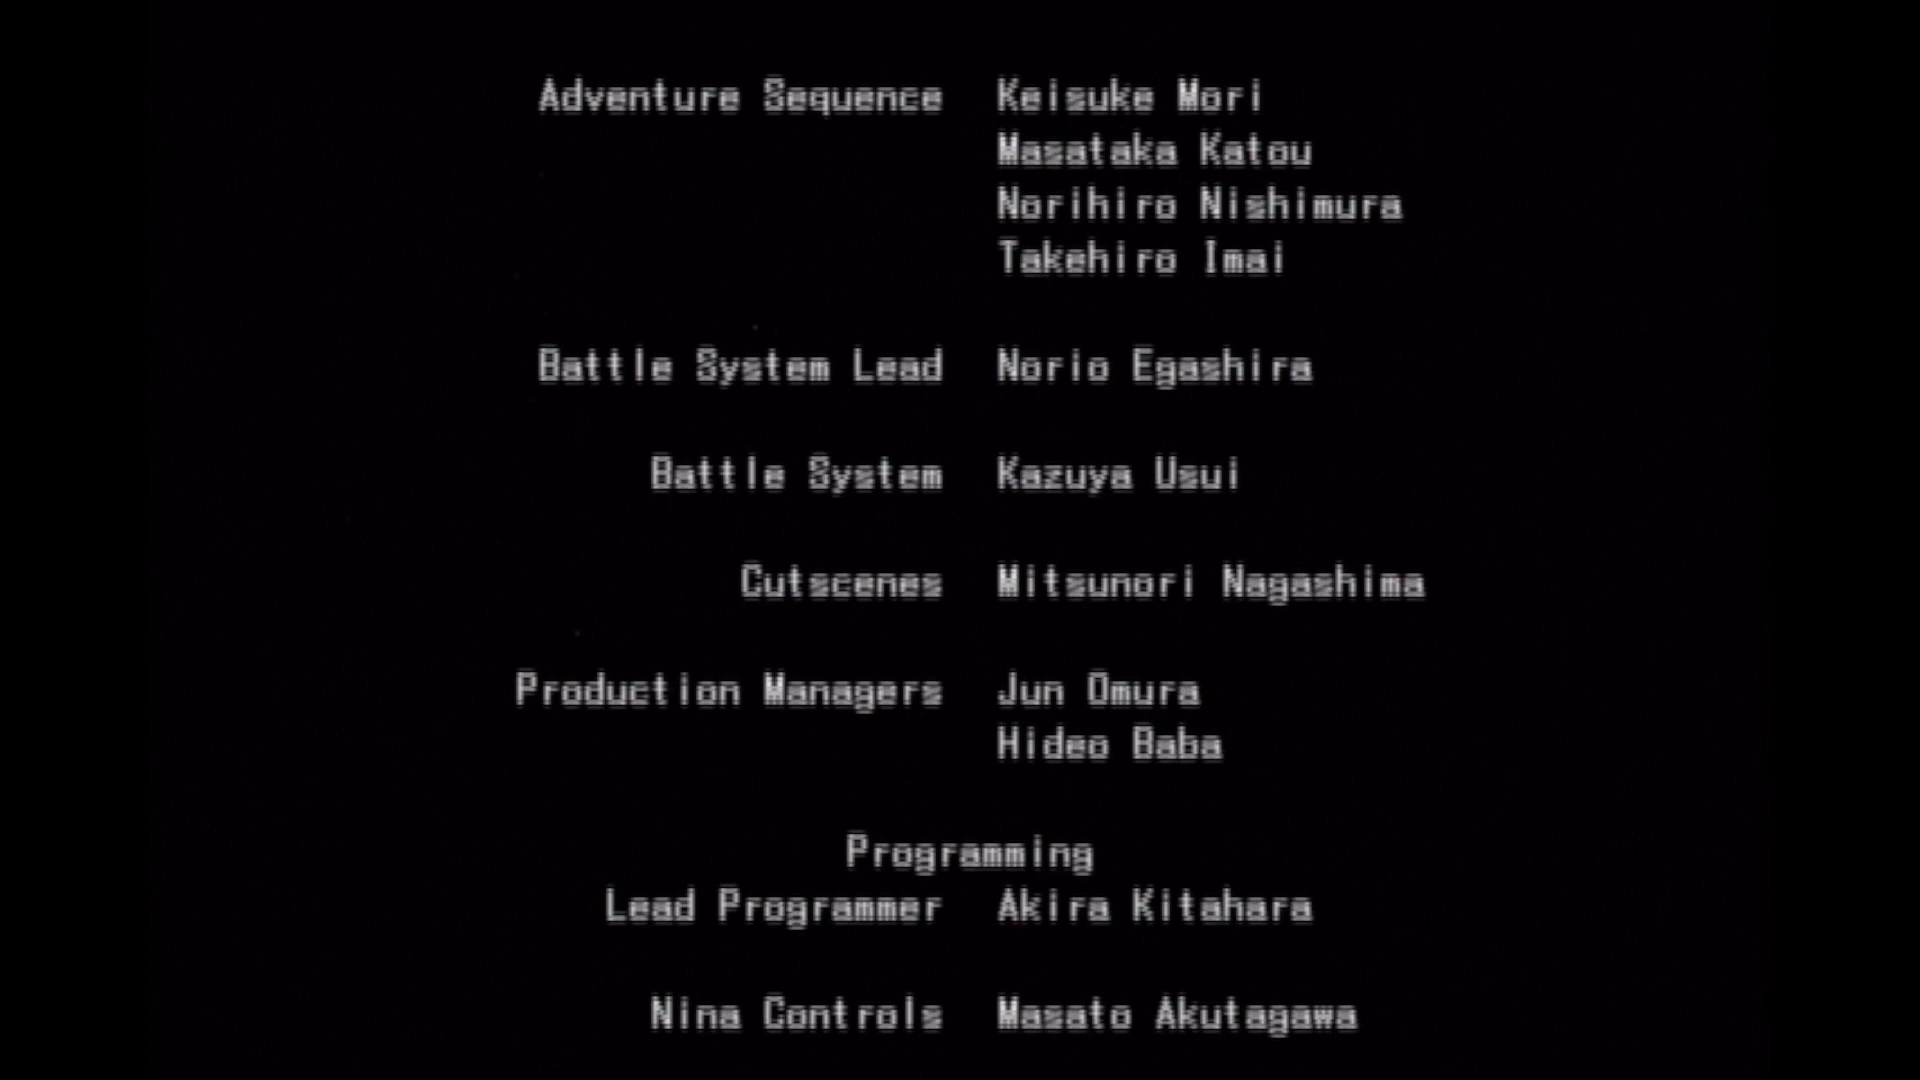 Adventure Sequence Keisuke Mori
Masataka Katou
Norihiro Nishimura
Takehiro Imai
Battle System Lead Norio Egashira
Battle System Kazuya Usui
Cutscenes Mitsunori Nagashima
Production Managers Jun Omura
Hideo Baba
Programming
Lead Programmer Akira Kitahara
Nina Controls Masato Akutagawa